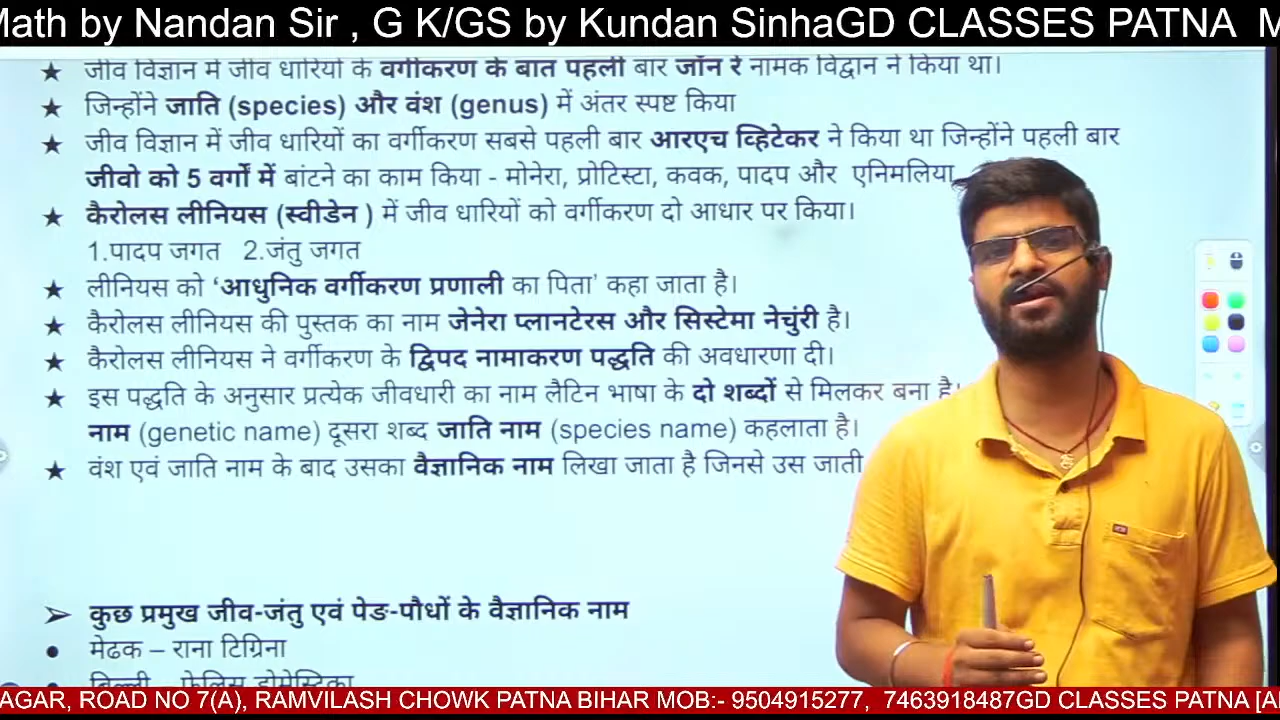 Math by Nandan Sir , G K/GS by Kundan SinhaGD CLASSES PATNA M
★ जीव विज्ञान में जीव धारियों के वर्गीकरण के बात पहली बार जॉन रे नामक विद्वान ने किया था।
★ जिन्होंने जाति (species) और वंश (genus) में अंतर स्पष्ट किया
★ जीव विज्ञान में जीव धारियों का वर्गीकरण सबसे पहली बार आरएच व्हिटेकर ने किया था जिन्होंने पहली बार
जीवो को 5 वर्गों में बांटने का काम किया - मोनेरा, प्रोटिस्टा, कवक, पादप और एनिमलिया
★ कैरोलस लीनियस (स्वीडेन ) में जीव धारियों को वर्गीकरण दो आधार पर किया।
1.पादप जगत 2.जंतु जगत
★ लीनियस को ‘आधुनिक वर्गीकरण प्रणाली का पिता’ कहा जाता है।
★ कैरोलस लीनियस की पुस्तक का नाम जेनेरा प्लानटेरस और सिस्टेमा नेचुंरी है।
★ कैरोलस लीनियस ने वर्गीकरण के द्विपद नामाकरण पद्धति की अवधारणा दी।
★ इस पद्धति के अनुसार प्रत्येक जीवधारी का नाम लैटिन भाषा के दो शब्दों से मिलकर बना है
नाम (genetic name) दूसरा शब्द जाति नाम (species name) कहलाता है।
★ वंश एवं जाति नाम के बाद उसका वैज्ञानिक नाम लिखा जाता है जिनसे उस जाती
➢ कुछ प्रमुख जीव-जंतु एवं पेङ-पौधों के वैज्ञानिक नाम
● मेढक – राना टिग्रिना
● बिल्ली – फेलिस डोमेस्टिका
AGAR, ROAD NO 7(A), RAMVILASH CHOWK PATNA BIHAR MOB:- 9504915277, 7463918487GD CLASSES PATNA [A